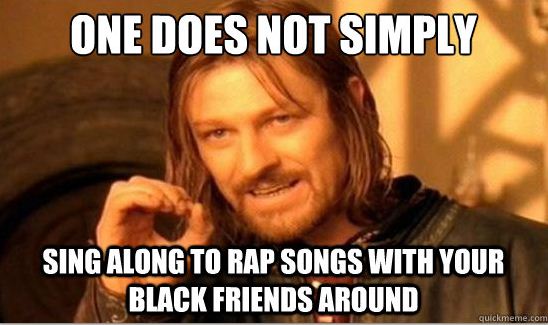 ONE DOES NOT SIMPLY
SING ALONG TO RAP SONGS WITH YOUR
BLACK FRIENDS AROUND
quickmeme.com